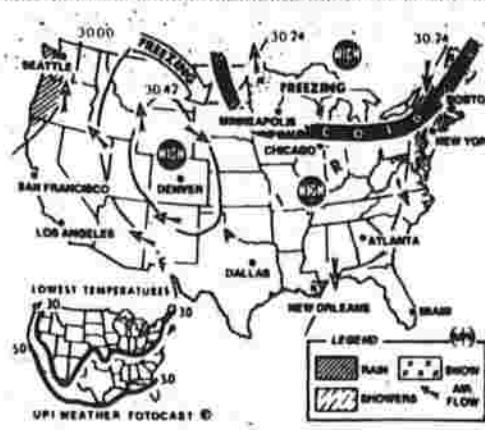 30.00
30.24
30.24
FREEZING
HIGH
SEATTLE
L
30.42
FREEZING
BOSTON
MINNEAPOLIS
COLD
NEW YORK
HIGH
CHICAGO
SAN FRANCISCO
DENVER
HIGH
LOS ANGELES
ATLANTA
DALLAS
LOWEST TEMPERATURES
NEW ORLEANS
MIAMI
30
30
LEGEND
50
RAIN
SNOW
50
SHOWERS
AIR
FLOW
UPI WEATHER FOTOCAST ©